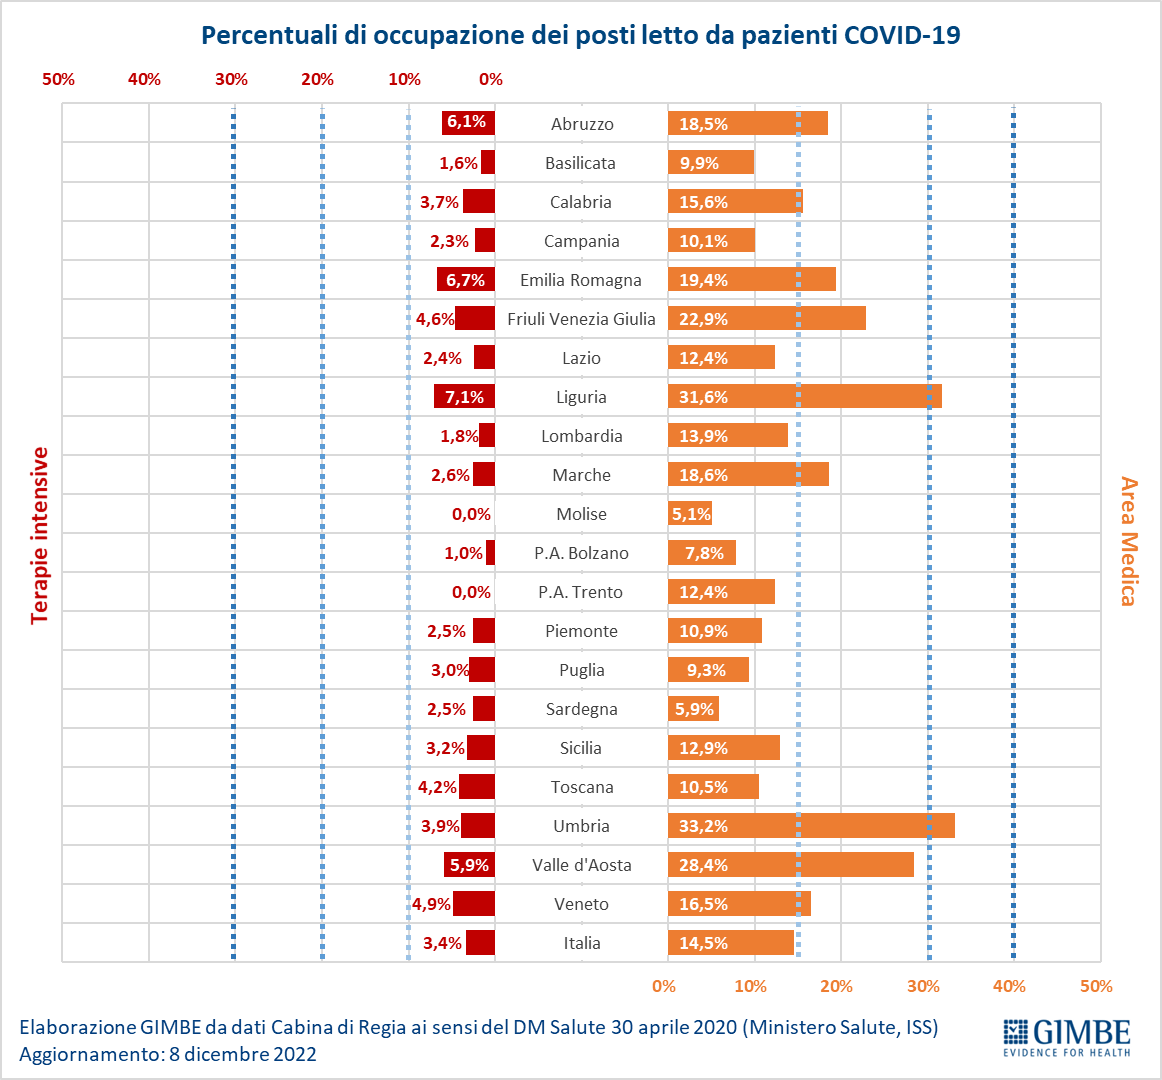 Percentuali di occupazione dei posti letto da pazienti COVID-19
50% 40% 30% 20% 10% 0%
6,1% Abruzzo 18,5%
1,6% Basilicata 9,9%
3,7% Calabria 15,6%
2,3% Campania 10,1%
6,7% Emilia Romagna 19,4%
4,6% Friuli Venezia Giulia 22,9%
2,4% Lazio 12,4%
7,1% Liguria 31,6%
1,8% Lombardia 13,9%
2,6% Marche 18,6%
0,0% Molise 5,1%
1,0% P.A. Bolzano 7,8%
0,0% P.A. Trento 12,4%
2,5% Piemonte 10,9%
3,0% Puglia 9,3%
2,5% Sardegna 5,9%
3,2% Sicilia 12,9%
4,2% Toscana 10,5%
3,9% Umbria 33,2%
5,9% Valle d'Aosta 28,4%
4,9% Veneto 16,5%
3,4% Italia 14,5%
Terapie intensive
Area Medica
0% 10% 20% 30% 40% 50%
Elaborazione GIMBE da dati Cabina di Regia ai sensi del DM Salute 30 aprile 2020 (Ministero Salute, ISS)
Aggiornamento: 8 dicembre 2022
GIMBE
EVIDENCE FOR HEALTH